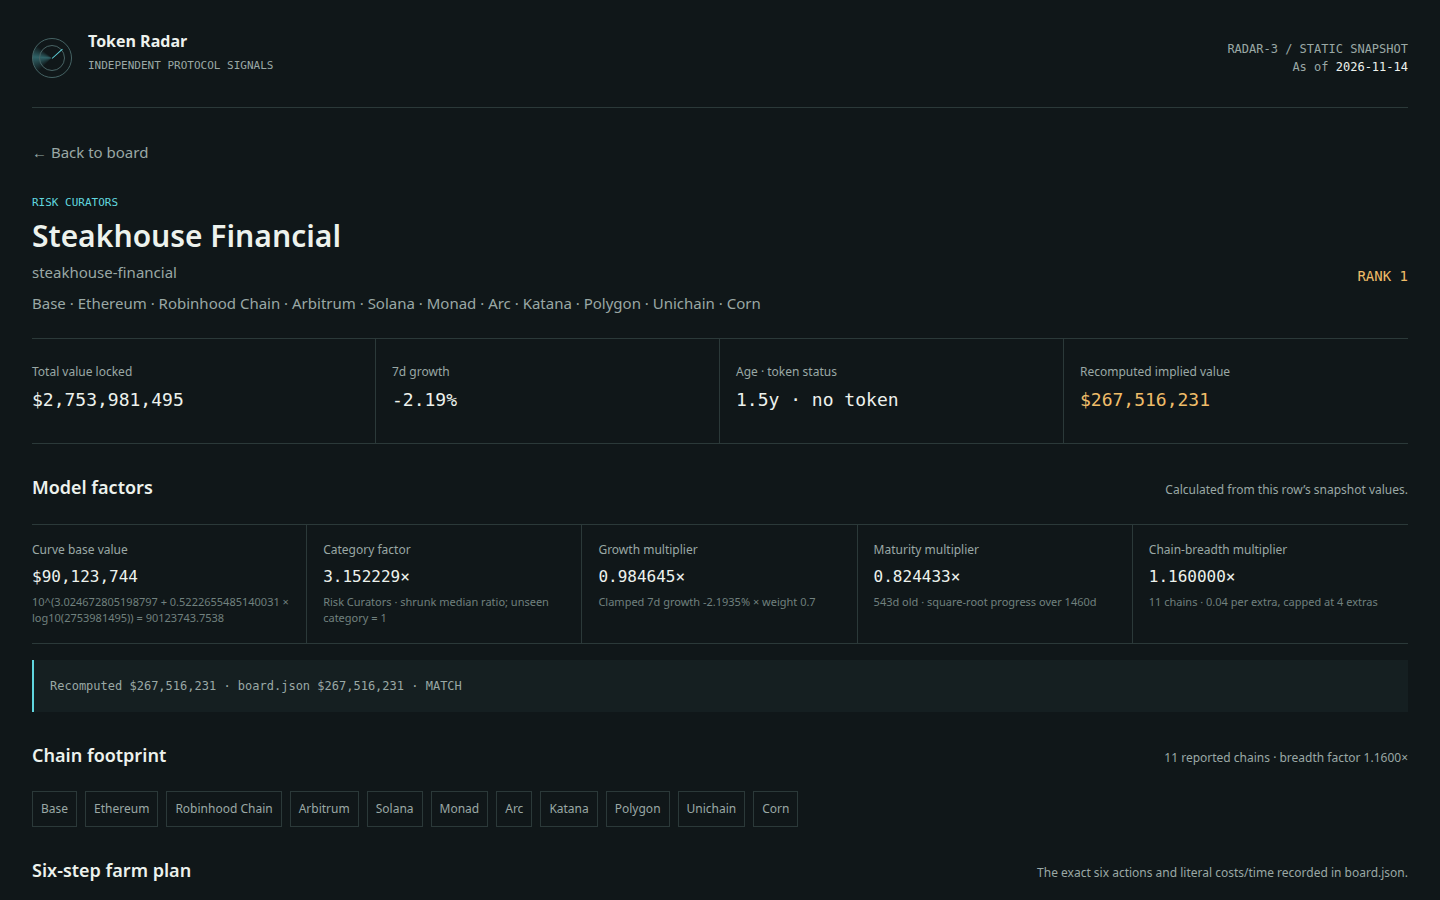 Token Radar
INDEPENDENT PROTOCOL SIGNALS
RADAR-3 / STATIC SNAPSHOT
As of 2026-11-14
← Back to board
RISK CURATORS
Steakhouse Financial
steakhouse-financial
RANK 1
Base · Ethereum · Robinhood Chain · Arbitrum · Solana · Monad · Arc · Katana · Polygon · Unichain · Corn
Total value locked
$2,753,981,495
7d growth
-2.19%
Age · token status
1.5y · no token
Recomputed implied value
$267,516,231
Model factors
Calculated from this row's snapshot values.
Curve base value
$90,123,744
10^(3.024672805198797 + 0.5222655485140031 ×
log10(2753981495)) = 90123743.7538
Category factor
3.152229×
Risk Curators · shrunk median ratio; unseen
category = 1
Growth multiplier
0.984645×
Clamped 7d growth -2.1935% × weight 0.7
Maturity multiplier
0.824433×
543d old · square-root progress over 1460d
Chain-breadth multiplier
1.160000×
11 chains · 0.04 per extra, capped at 4 extras
Recomputed $267,516,231 · board.json $267,516,231 · MATCH
Chain footprint
11 reported chains · breadth factor 1.1600×
Base
Ethereum
Robinhood Chain
Arbitrum
Solana
Monad
Arc
Katana
Polygon
Unichain
Corn
Six-step farm plan
The exact six actions and literal costs/time recorded in board.json.